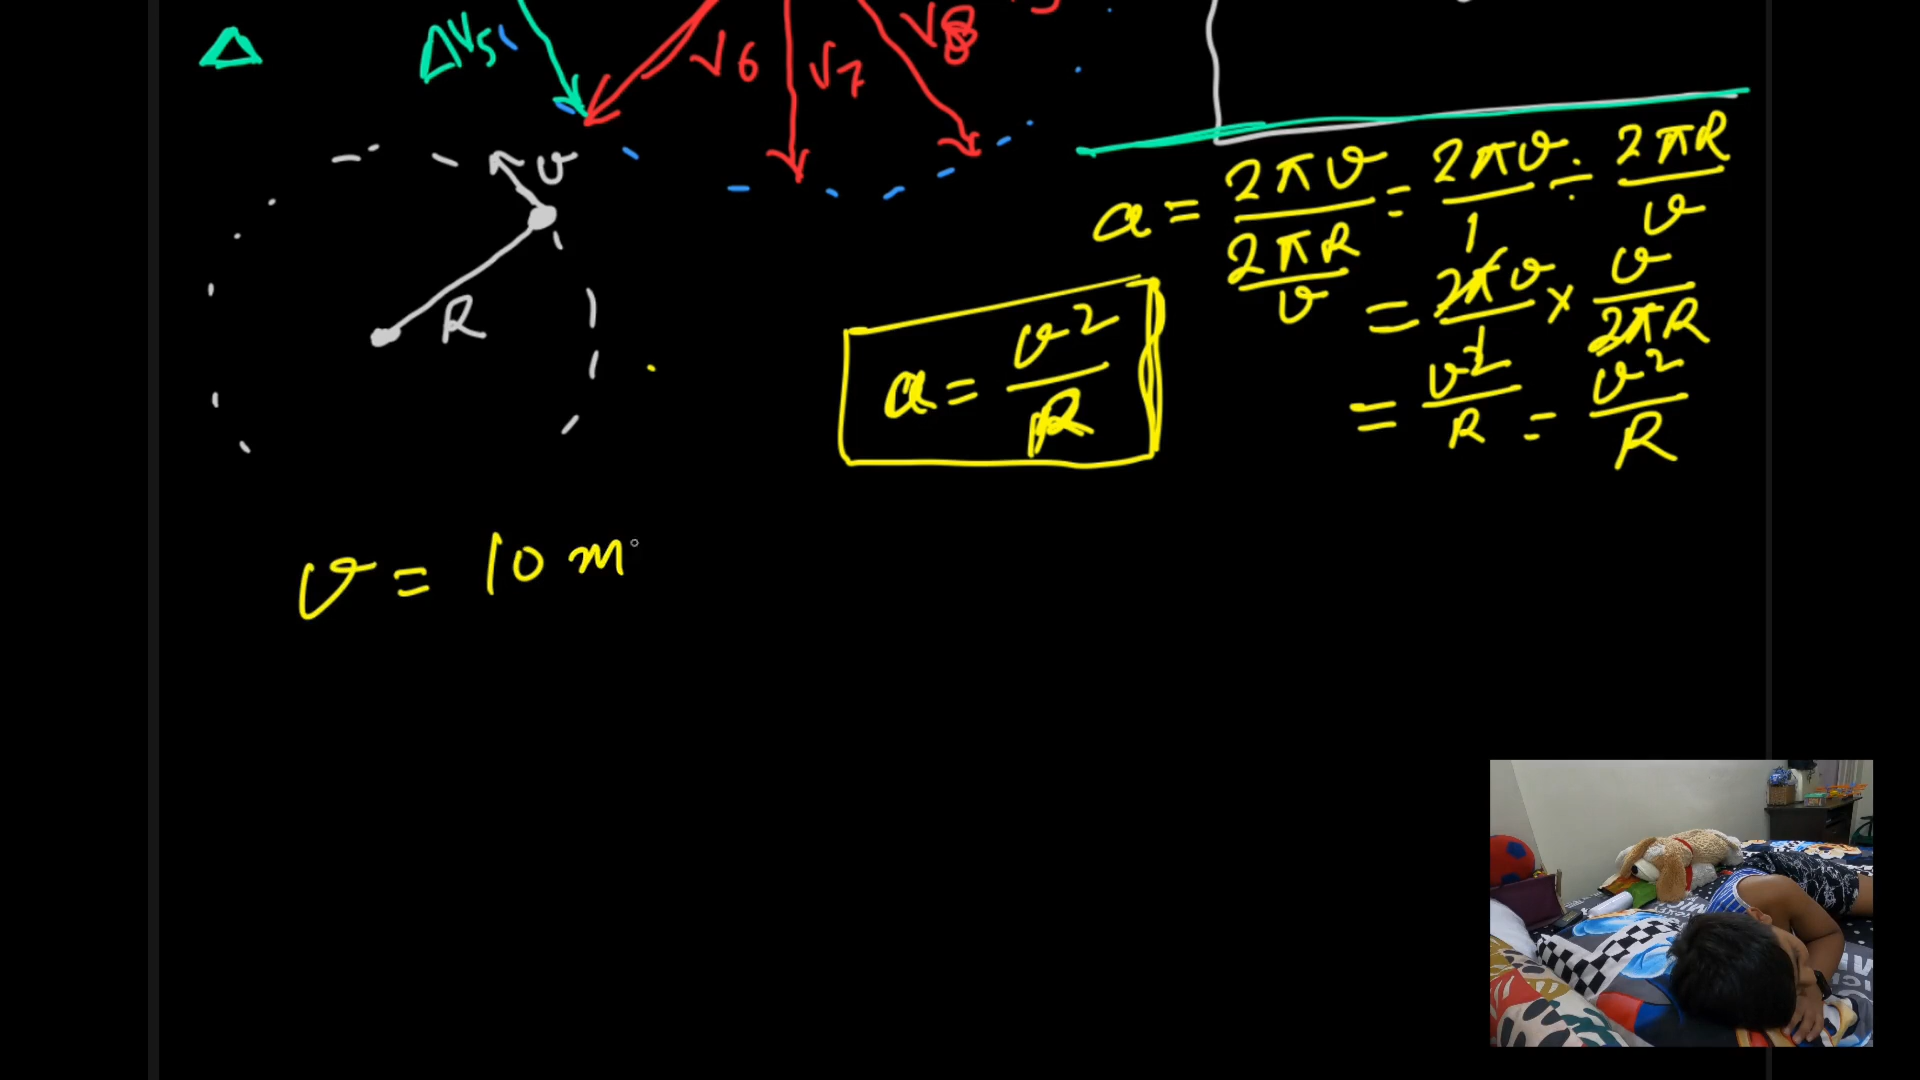 Δ
ΔV5
V6
V7
V8
v
R
a = 2πv / (2πR / v) = 2πv / 1 ÷ 2πR / v
= 2πv / 1 × v / 2πR
= v² / R = v² / R
a = v² / R
v = 10 m